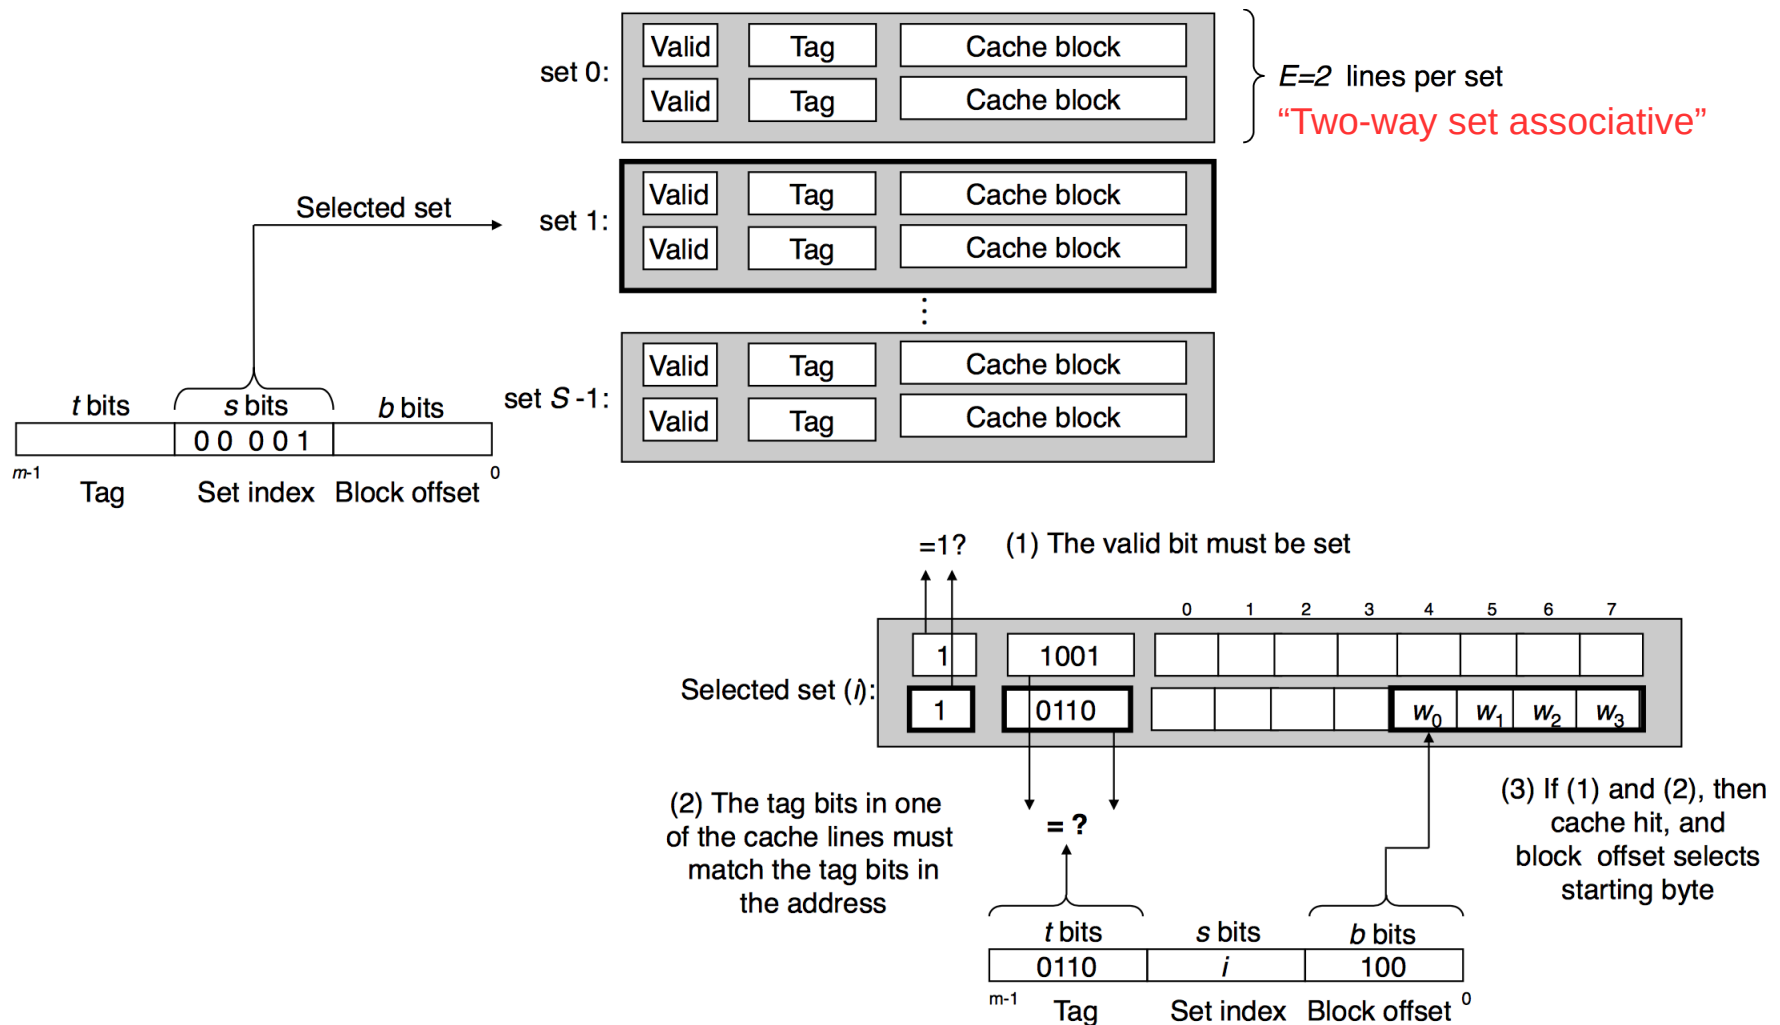 set 0:
Valid Tag Cache block
Valid Tag Cache block
E=2 lines per set
“Two-way set associative”
Selected set
set 1:
Valid Tag Cache block
Valid Tag Cache block
⋮
set S -1:
Valid Tag Cache block
Valid Tag Cache block
t bits s bits b bits
0 0 0 0 1
m-1 0
Tag Set index Block offset
=1? (1) The valid bit must be set
0 1 2 3 4 5 6 7
1 1001
Selected set (i):
1 0110 w0 w1 w2 w3
(2) The tag bits in one
of the cache lines must
match the tag bits in
the address
= ?
(3) If (1) and (2), then
cache hit, and
block offset selects
starting byte
t bits s bits b bits
0110 i 100
m-1 0
Tag Set index Block offset